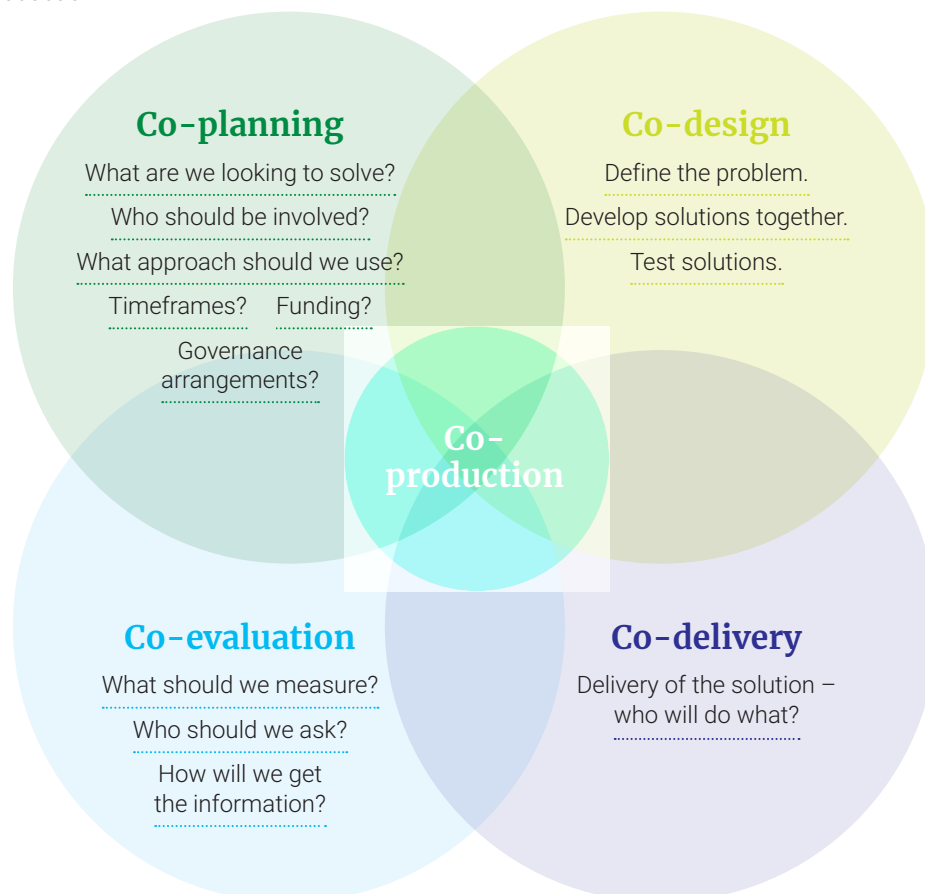 Co-planning
What are we looking to solve?
Who should be involved?
What approach should we use?
Timeframes? Funding?
Governance
arrangements?
Co-design
Define the problem.
Develop solutions together.
Test solutions.
Co-
production
Co-evaluation
What should we measure?
Who should we ask?
How will we get
the information?
Co-delivery
Delivery of the solution –
who will do what?